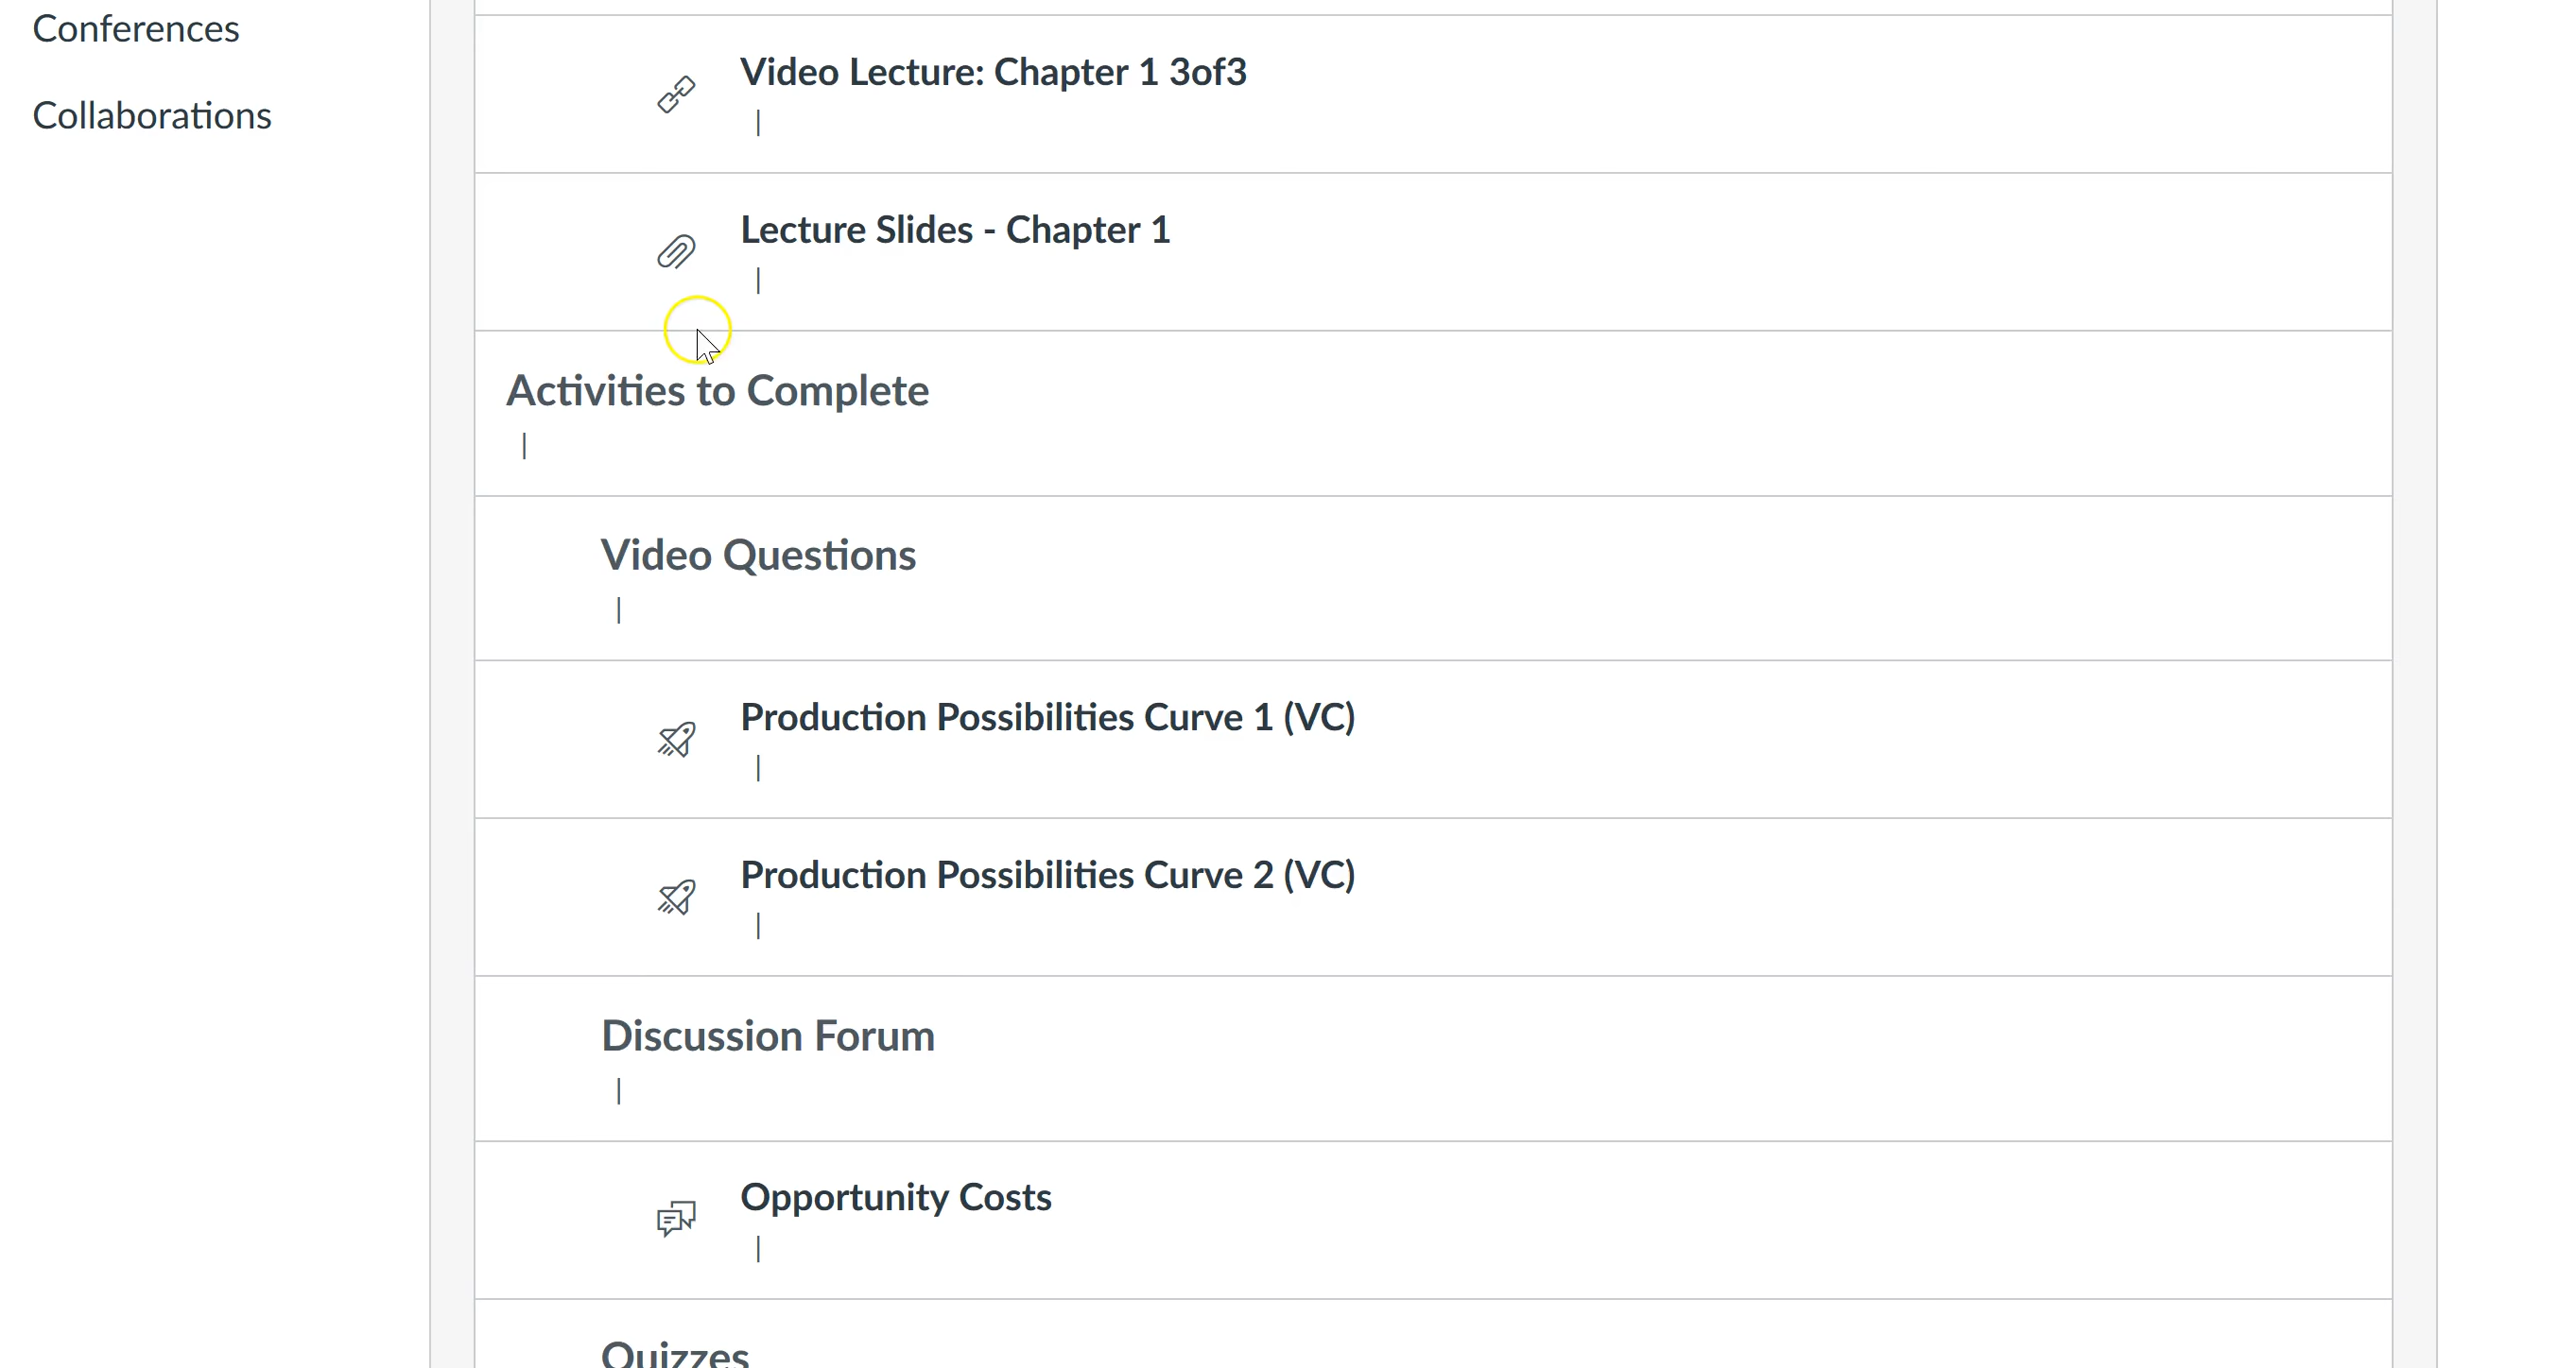 Conferences
Collaborations
Video Lecture: Chapter 1 3of3
|
Lecture Slides - Chapter 1
|
Activities to Complete
|
Video Questions
|
Production Possibilities Curve 1 (VC)
|
Production Possibilities Curve 2 (VC)
|
Discussion Forum
|
Opportunity Costs
|
Quizzes